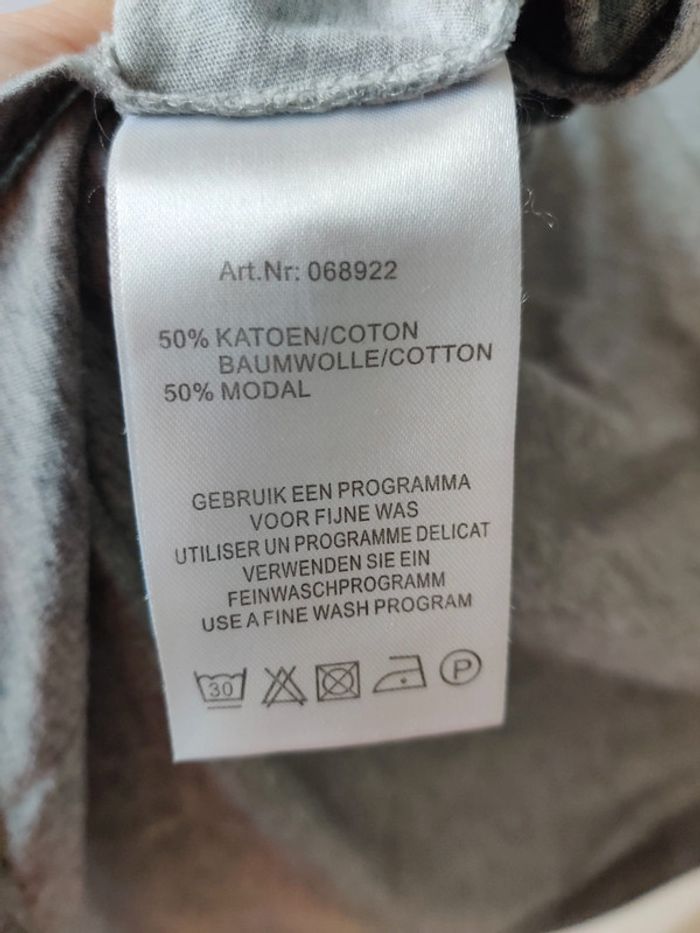 Art.Nr: 068922
50% KATOEN/COTON
BAUMWOLLE/COTTON
50% MODAL
GEBRUIK EEN PROGRAMMA
VOOR FIJNE WAS
UTILISER UN PROGRAMME DELICAT
VERWENDEN SIE EIN
FEINWASCHPROGRAMM
USE A FINE WASH PROGRAM
30 P